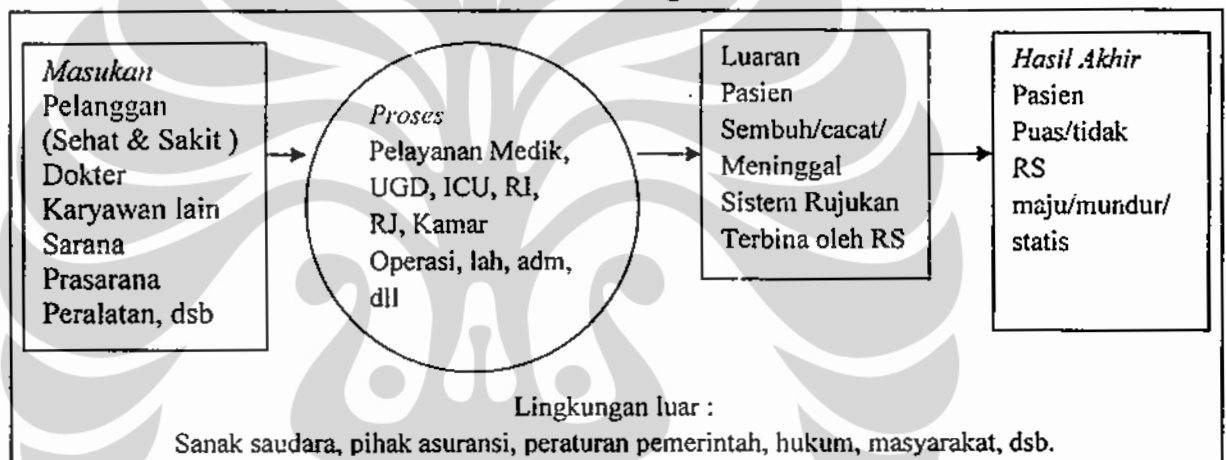 Masukan
Pelanggan
(Sehat & Sakit )
Dokter
Karyawan lain
Sarana
Prasarana
Peralatan, dsb
Proses
Pelayanan Medik,
UGD, ICU, RI,
RJ, Kamar
Operasi, lah, adm,
dll
Luaran
Pasien
Sembuh/cacat/
Meninggal
Sistem Rujukan
Terbina oleh RS
Hasil Akhir
Pasien
Puas/tidak
RS
maju/mundur/
statis
Lingkungan luar :
Sanak saudara, pihak asuransi, peraturan pemerintah, hukum, masyarakat, dsb.